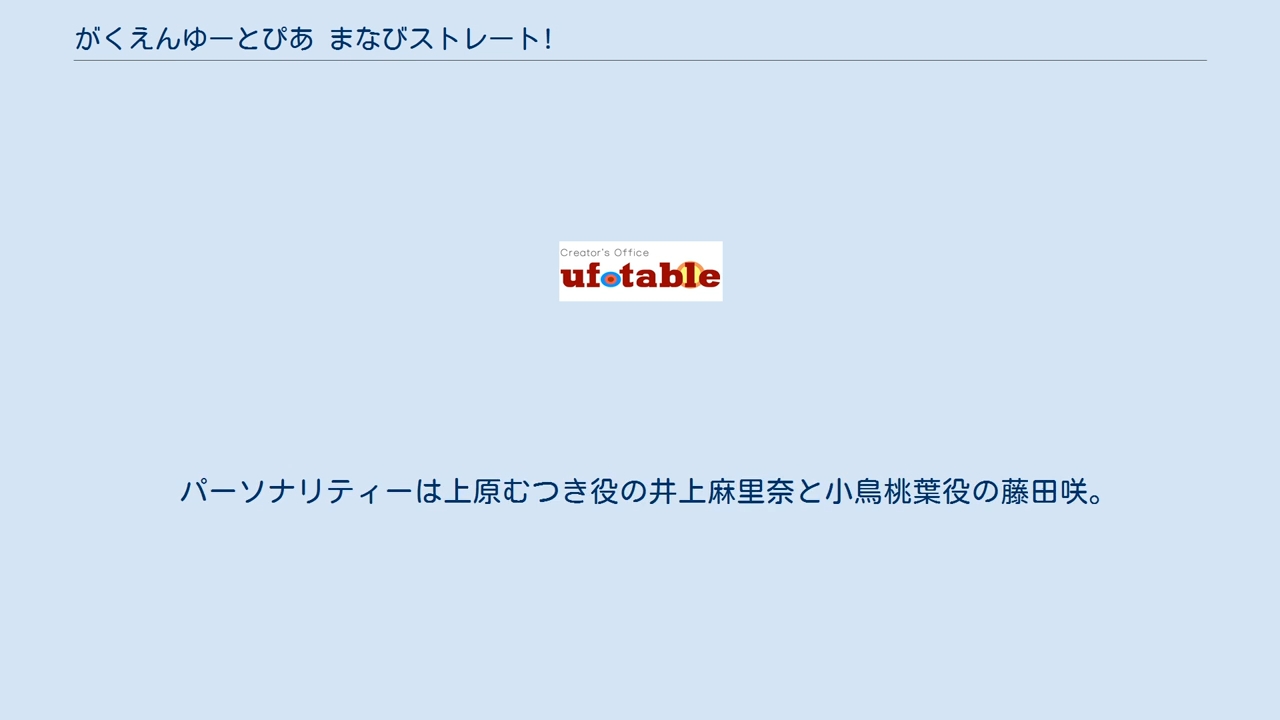 がくえんゆーとぴあ まなびストレート!
Creator's Office
ufotable
パーソナリティーは上原むつき役の井上麻里奈と小鳥桃葉役の藤田咲。